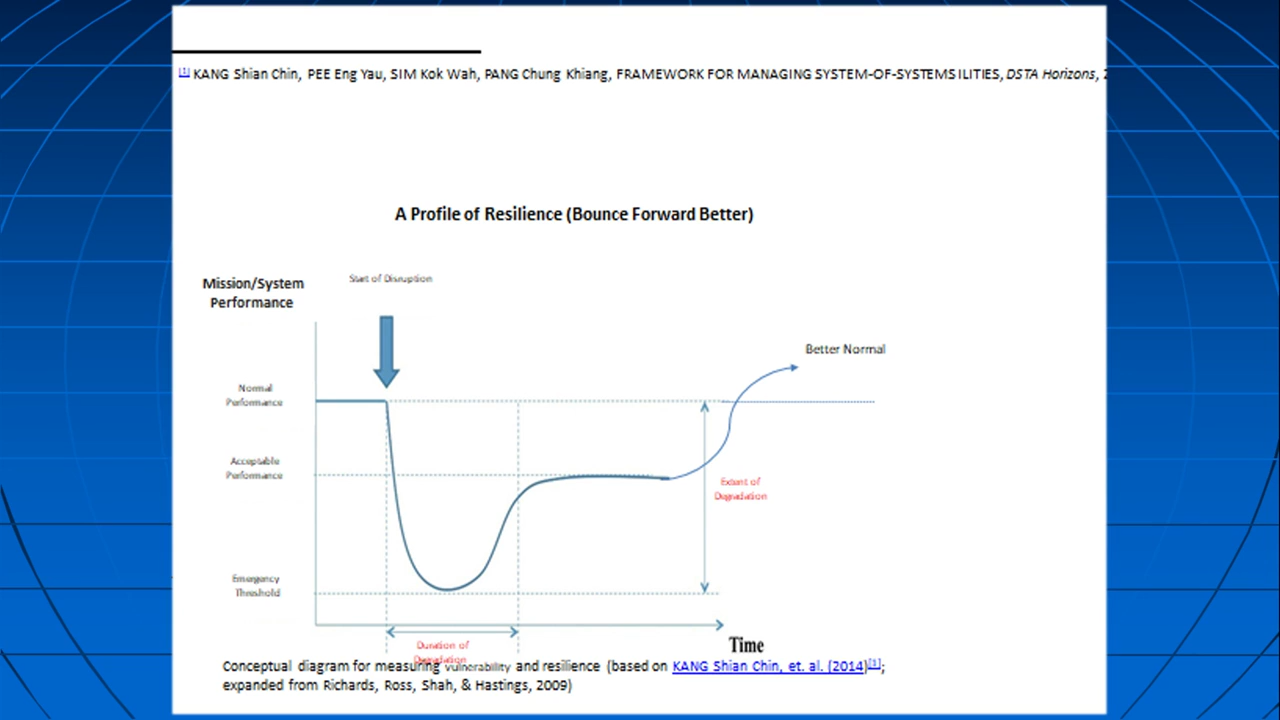 [1] KANG Shian Chin, PEE Eng Yau, SIM Kok Wah, PANG Chung Khiang, FRAMEWORK FOR MANAGING SYSTEM-OF-SYSTEMS ILITIES, DSTA Horizons,
A Profile of Resilience (Bounce Forward Better)
Mission/System
Performance
Start of Disruption
Better Normal
Normal
Performance
Acceptable
Performance
Extent of
Degradation
Emergency
Threshold
Duration of
Degradation
Time
Conceptual diagram for measuring vulnerability and resilience (based on KANG Shian Chin, et. al. (2014)[1];
expanded from Richards, Ross, Shah, & Hastings, 2009)